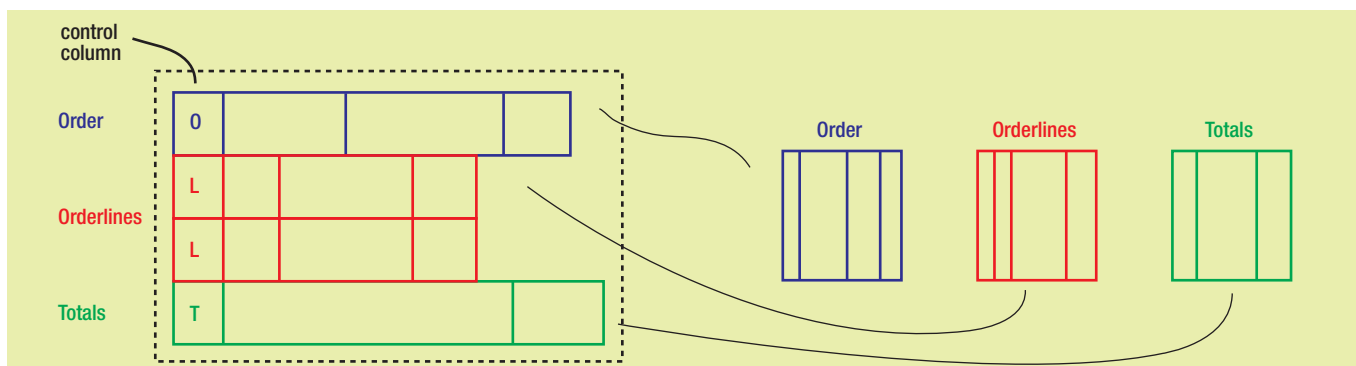 control
column
Order
O
Order
Orderlines
Totals
L
Orderlines
L
Totals
T